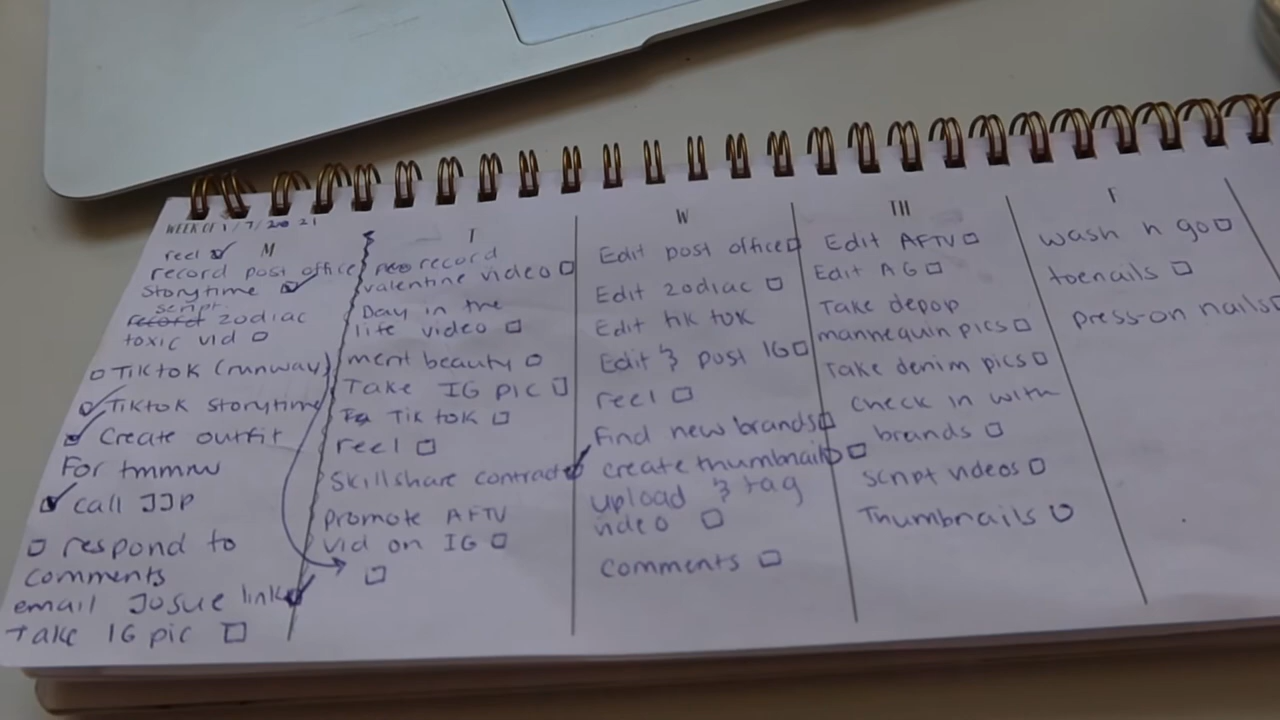 WEEK OF 1/7/2021
M
reel
record post office
storytime
script
record zodiac
toxic vid
TikTok (runway)
TikTok storytime
Create outfit
For tmmrw
call JJP
respond to
comments
email Josue link
Take IG pic
T
record
valentine video
Day in the
life video
ment beauty
Take IG pic
TikTok
reel
Skillshare contract
promote AFTV
vid on IG
W
Edit post office
Edit zodiac
Edit tik tok
Edit & post IG
reel
Find new brands
create thumbnail
upload & tag
video
comments
TH
Edit AFTV
Edit AG
Take depop
mannequin pics
Take denim pics
check in with
brands
script videos
Thumbnails
F
wash n go
toenails
press-on nails